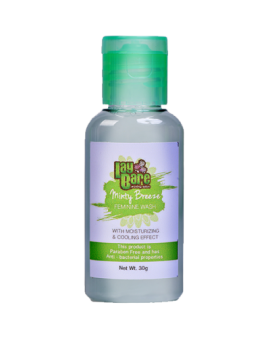 Lay
Bare
Minty Breeze
FEMININE WASH
WITH MOISTURIZING
& COOLING EFFECT
This product is
Paraben Free and has
Anti - bacterial properties
Net Wt. 30g